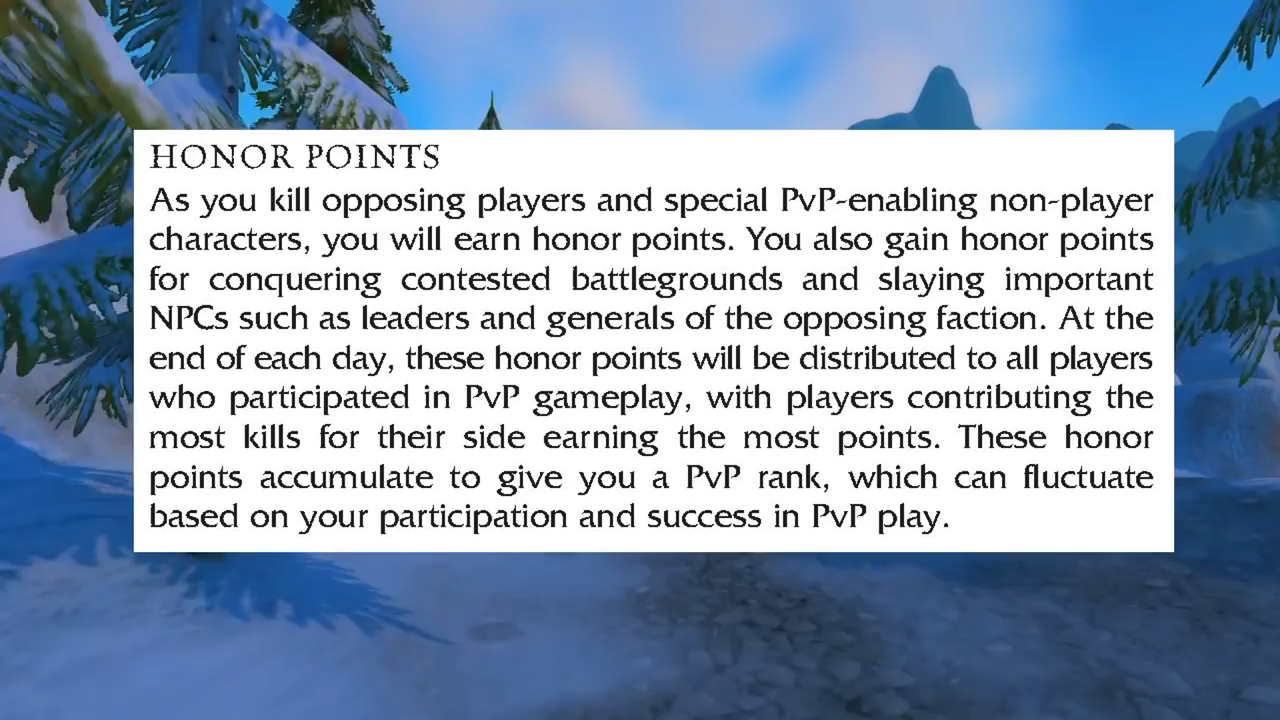 HONOR POINTS
As you kill opposing players and special PvP-enabling non-player
characters, you will earn honor points. You also gain honor points
for conquering contested battlegrounds and slaying important
NPCs such as leaders and generals of the opposing faction. At the
end of each day, these honor points will be distributed to all players
who participated in PvP gameplay, with players contributing the
most kills for their side earning the most points. These honor
points accumulate to give you a PvP rank, which can fluctuate
based on your participation and success in PvP play.